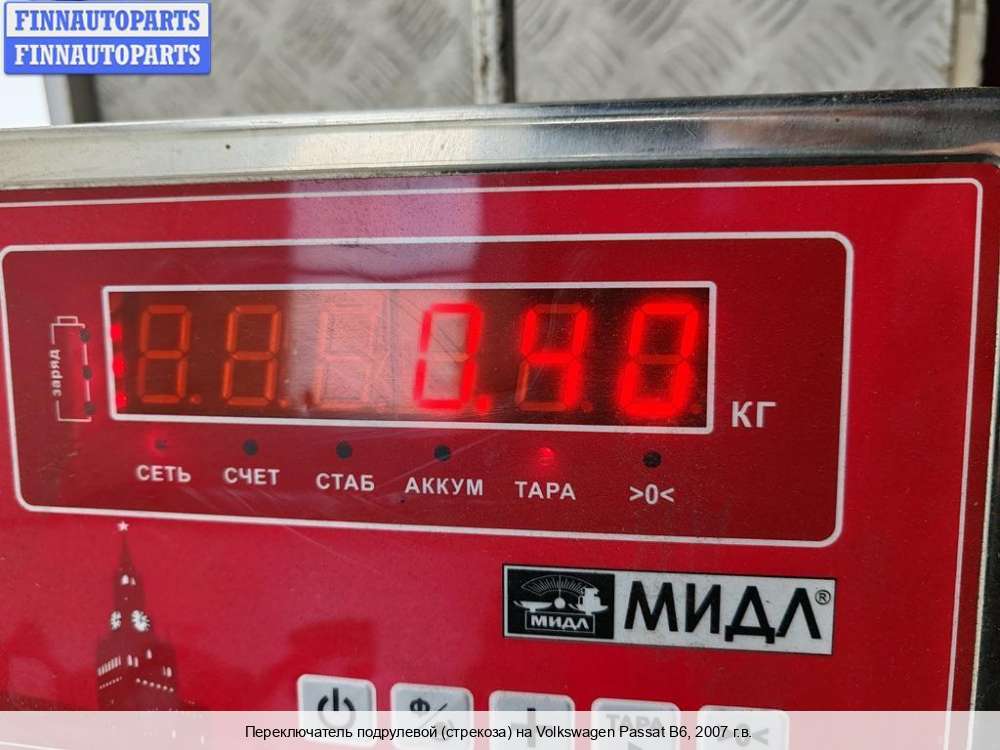 FINNAUTOPARTS
FINNAUTOPARTS
заряд
0.40
КГ
СЕТЬ СЧЕТ СТАБ АККУМ ТАРА >0<
МИДЛ
МИДЛ®
ТАРА
Переключатель подрулевой (стрекоза) на Volkswagen Passat B6, 2007 г.в.